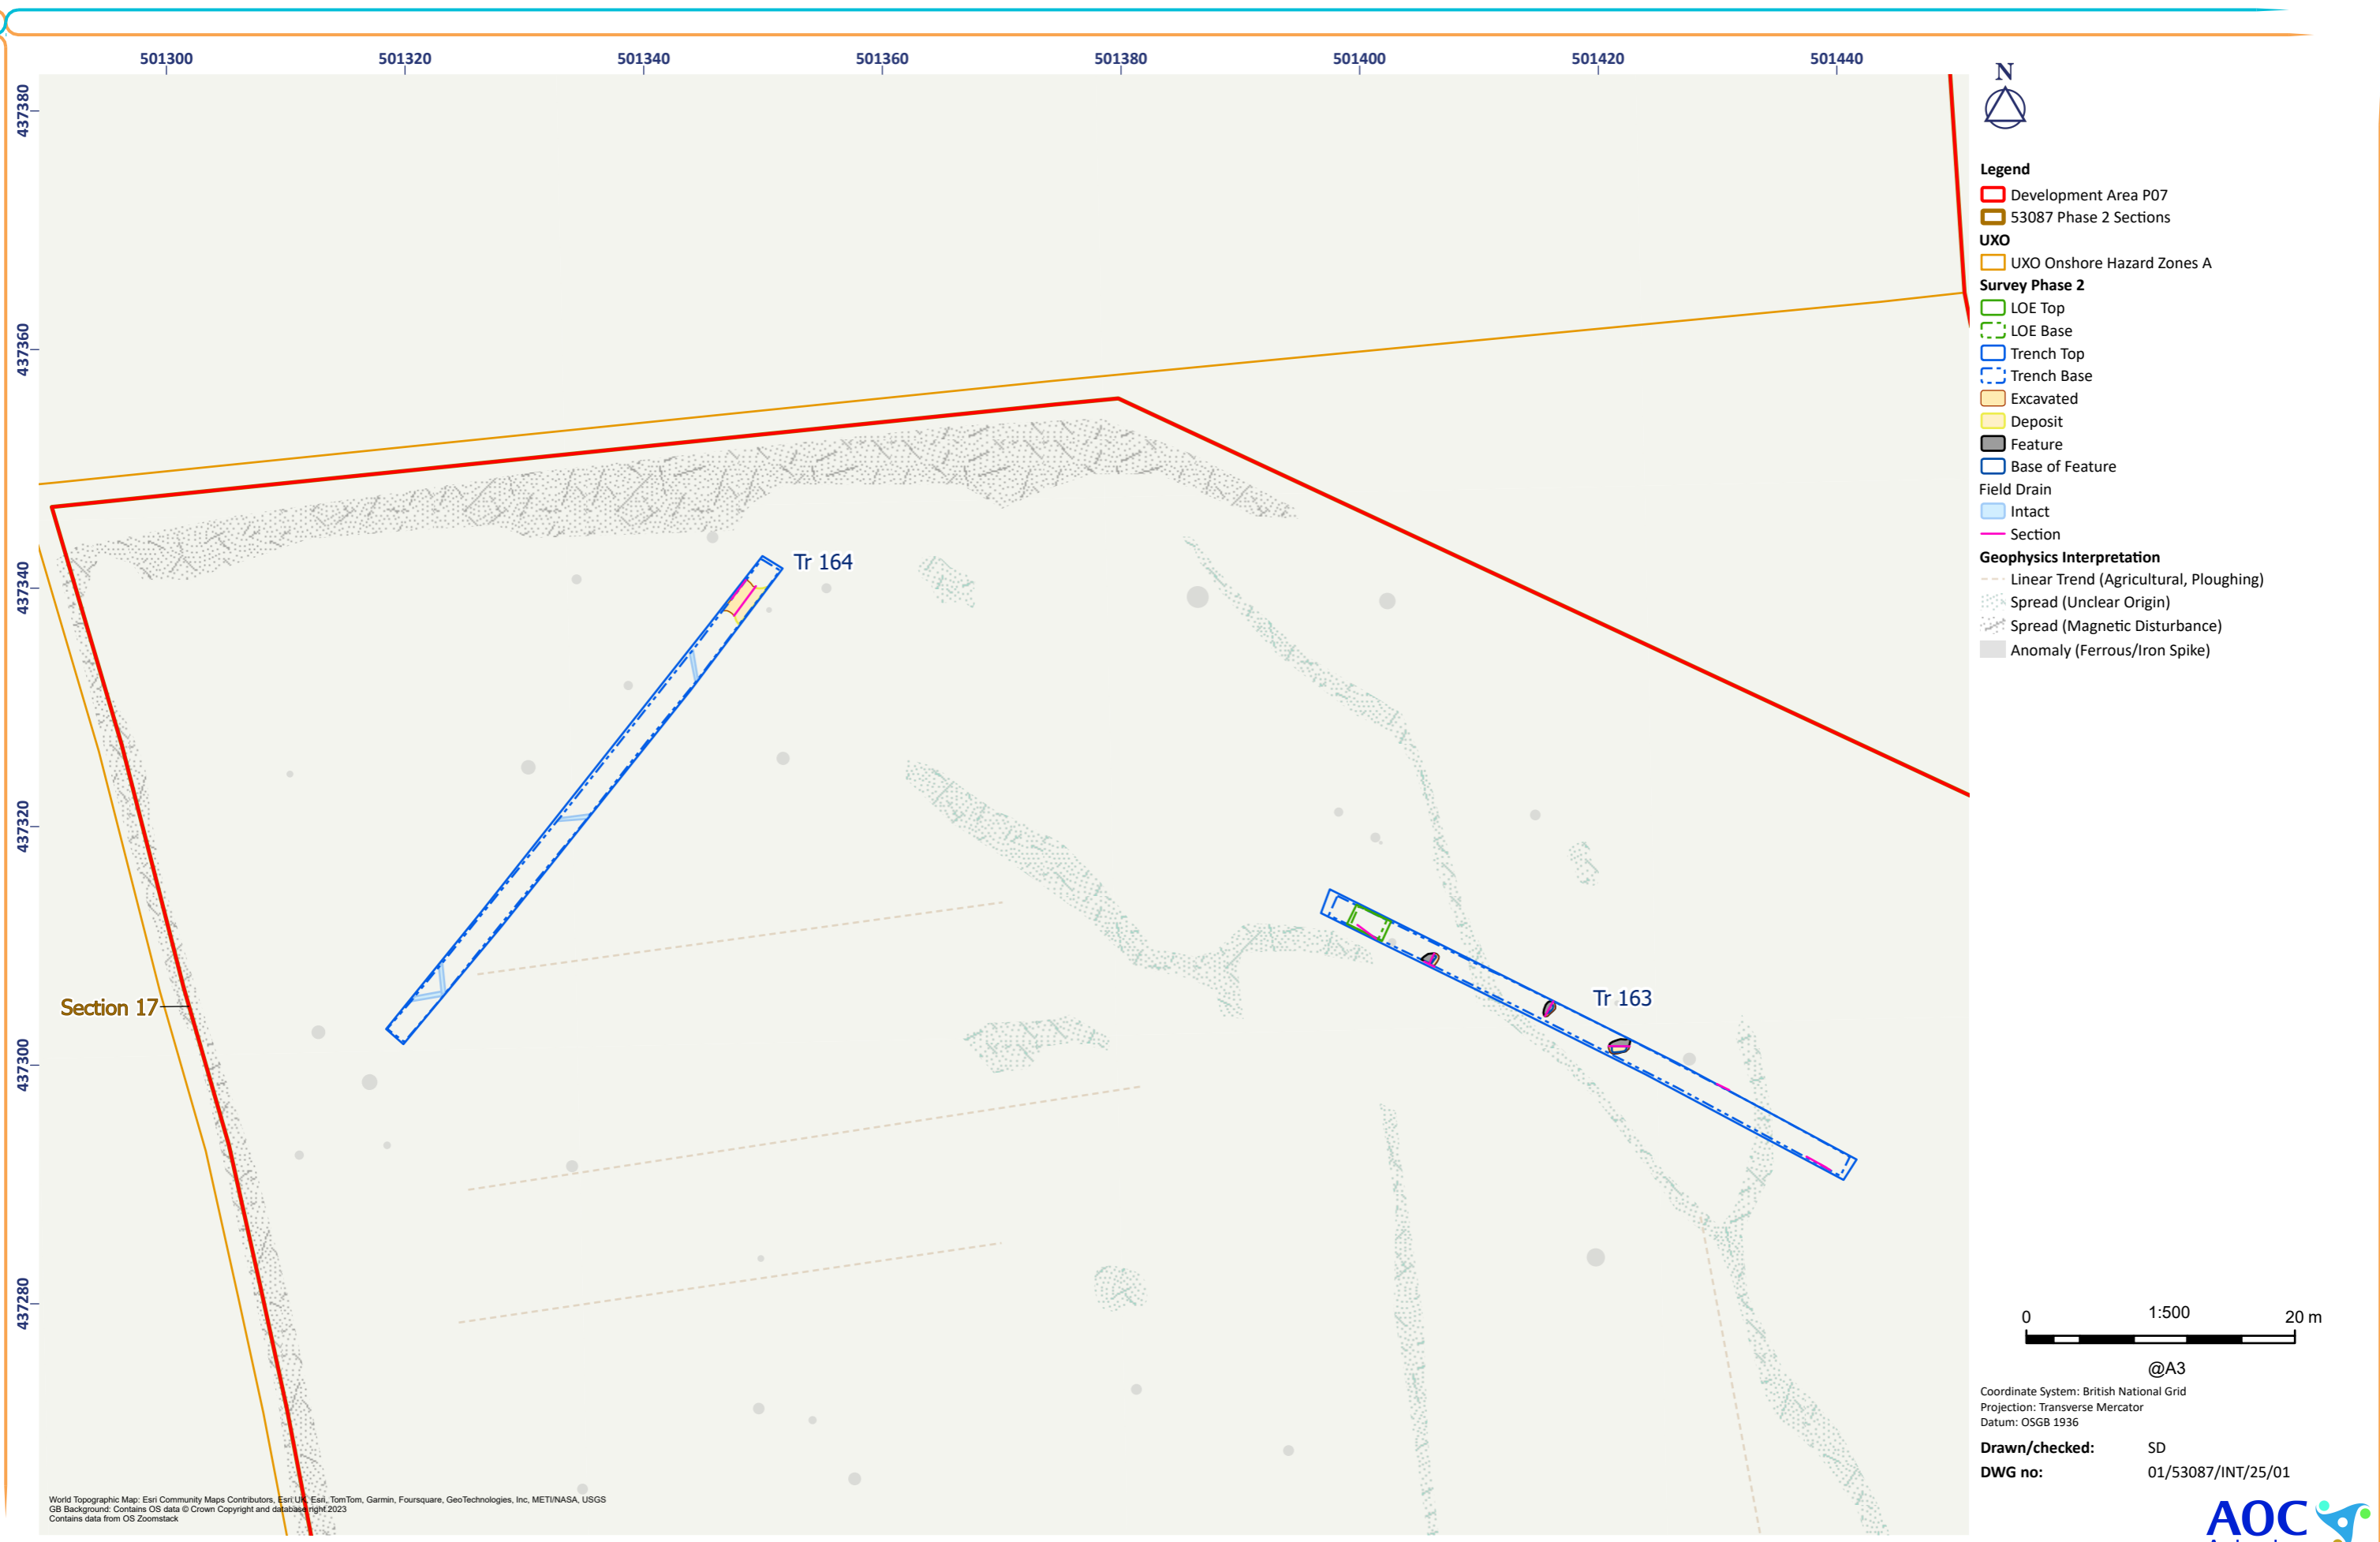 501300 501320 501340 501360 501380 501400 501420 501440
437380
437360
437340
437320
437300
437280
Tr 164
Tr 163
Section 17
World Topographic Map: Esri Community Maps Contributors, Esri UK, Esri, TomTom, Garmin, Foursquare, GeoTechnologies, Inc, METI/NASA, USGS
GB Background: Contains OS data © Crown Copyright and database right 2023
Contains data from OS Zoomstack
N
Legend
Development Area P07
53087 Phase 2 Sections
UXO
UXO Onshore Hazard Zones A
Survey Phase 2
LOE Top
LOE Base
Trench Top
Trench Base
Excavated
Deposit
Feature
Base of Feature
Field Drain
Intact
Section
Geophysics Interpretation
Linear Trend (Agricultural, Ploughing)
Spread (Unclear Origin)
Spread (Magnetic Disturbance)
Anomaly (Ferrous/Iron Spike)
0 1:500 20 m
@A3
Coordinate System: British National Grid
Projection: Transverse Mercator
Datum: OSGB 1936
Drawn/checked: SD
DWG no: 01/53087/INT/25/01
AOC